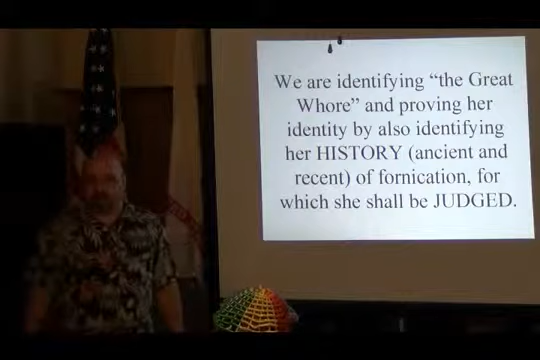 We are identifying “the Great
Whore” and proving her
identity by also identifying
her HISTORY (ancient and
recent) of fornication, for
which she shall be JUDGED.